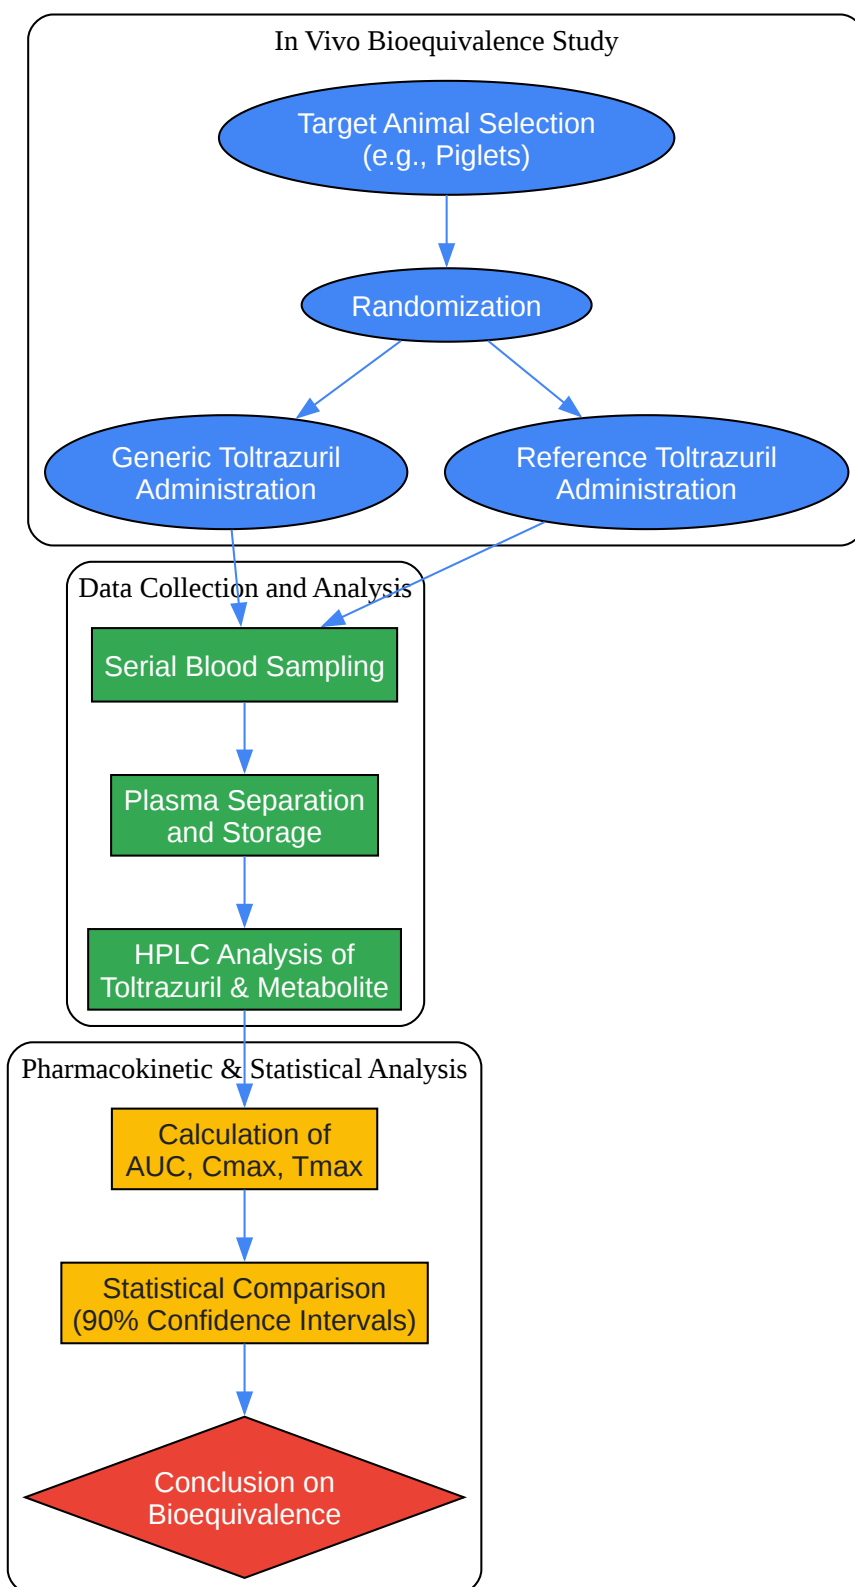 In Vivo Bioequivalence Study
Target Animal Selection
(e.g., Piglets)
Randomization
Generic Toltrazuril
Administration
Reference Toltrazuril
Administration
Data Collection and Analysis
Serial Blood Sampling
Plasma Separation
and Storage
HPLC Analysis of
Toltrazuril & Metabolite
Pharmacokinetic & Statistical Analysis
Calculation of
AUC, Cmax, Tmax
Statistical Comparison
(90% Confidence Intervals)
Conclusion on
Bioequivalence